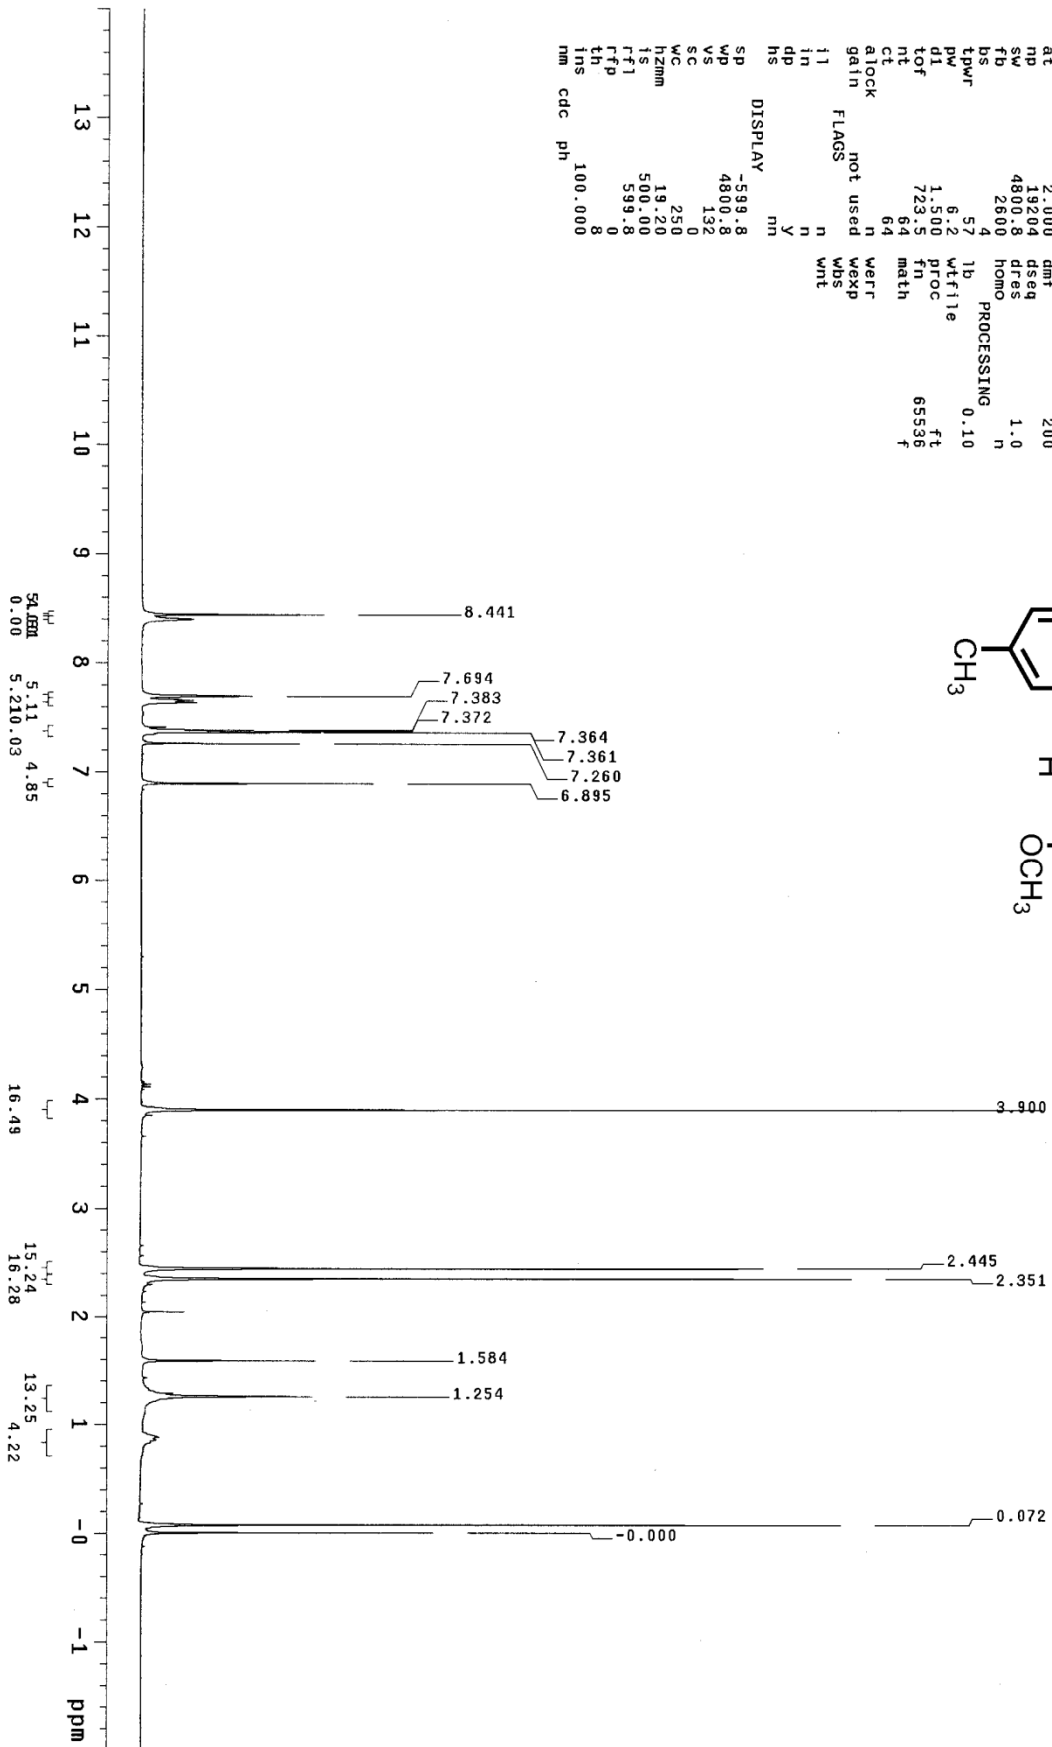 at 2.000 dmf 200
np 19204 dseq
sw 4800.8 dres 1.0
fb 2600 homo n
bs 4 PROCESSING
tpwr 57 lb 0.10
pw 6.2 wtfile
d1 1.500 proc ft
tof 723.5 fn 65536
nt 64 math f
ct 64
alock n werr
gain not used wexp
FLAGS wbs
il n wnt
in n
dp y
hs nn
DISPLAY
sp -599.8
wp 4800.8
vs 132
sc 0
wc 250
hzmm 19.20
is 500.00
rfl 599.8
rfp 0
th 8
ins 100.000
nm cdc ph
CH3
H
OCH3
8.441
7.694
7.383
7.372
7.364
7.361
7.260
6.895
3.900
2.445
2.351
1.584
1.254
0.072
-0.000
13 12 11 10 9 8 7 6 5 4 3 2 1 -0 -1 ppm
5.11 4.85 15.24 13.25
0.00 5.210.03 16.49 16.28 4.22